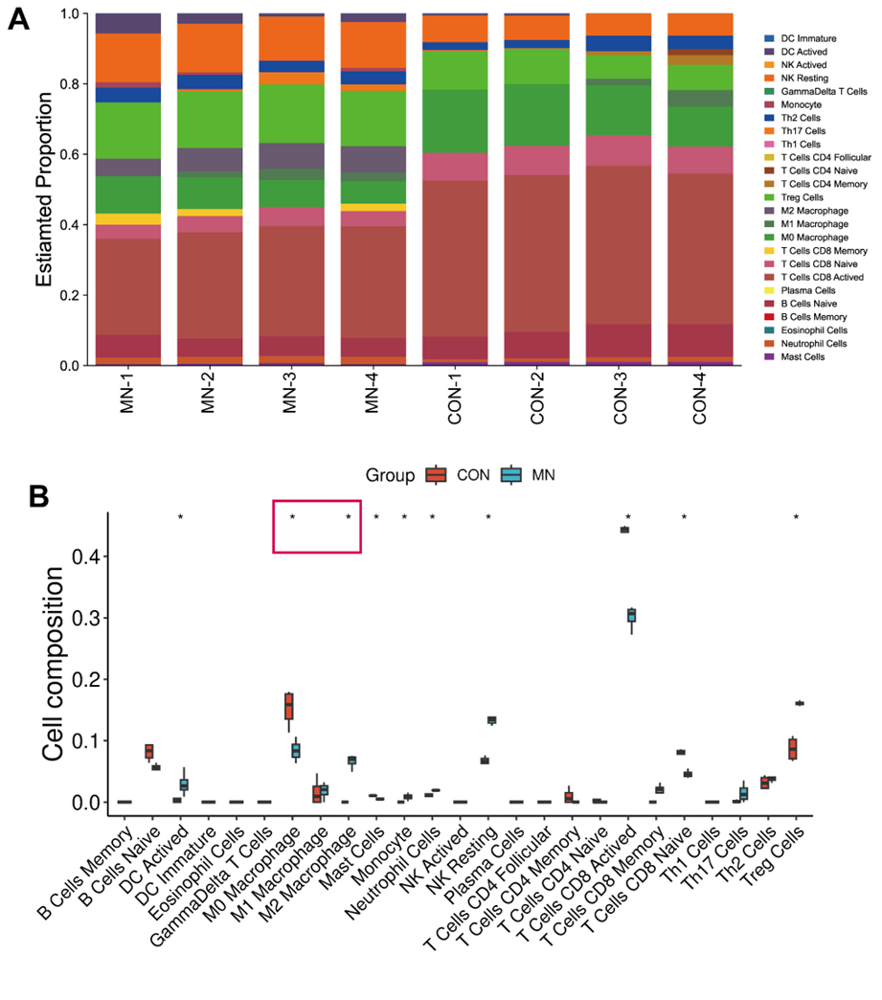 A
Estiamted Proportion
1.0
0.8
0.6
0.4
0.2
0.0
MN-1
MN-2
MN-3
MN-4
CON-1
CON-2
CON-3
CON-4
DC Immature
DC Actived
NK Actived
NK Resting
GammaDelta T Cells
Monocyte
Th2 Cells
Th17 Cells
Th1 Cells
T Cells CD4 Follicular
T Cells CD4 Naive
T Cells CD4 Memory
Treg Cells
M2 Macrophage
M1 Macrophage
M0 Macrophage
T Cells CD8 Memory
T Cells CD8 Naive
T Cells CD8 Actived
Plasma Cells
B Cells Naive
B Cells Memory
Eosinophil Cells
Neutrophil Cells
Mast Cells
B
Group CON MN
* * * * * * * * * *
Cell composition
0.4
0.3
0.2
0.1
0.0
B Cells Memory
B Cells Naive
DC Actived
DC Immature
Eosinophil Cells
GammaDelta T Cells
M0 Macrophage
M1 Macrophage
M2 Macrophage
Mast Cells
Monocyte
Neutrophil Cells
NK Actived
NK Resting
Plasma Cells
T Cells CD4 Follicular
T Cells CD4 Memory
T Cells CD4 Naive
T Cells CD8 Actived
T Cells CD8 Memory
T Cells CD8 Naive
Th1 Cells
Th17 Cells
Th2 Cells
Treg Cells